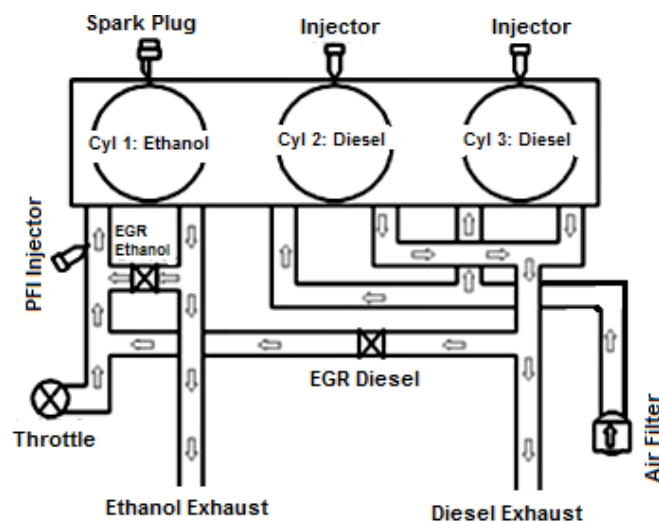 Spark Plug
Injector
Injector
Cyl 1: Ethanol
Cyl 2: Diesel
Cyl 3: Diesel
PFI Injector
EGR
Ethanol
EGR Diesel
Throttle
Air Filter
Ethanol Exhaust
Diesel Exhaust